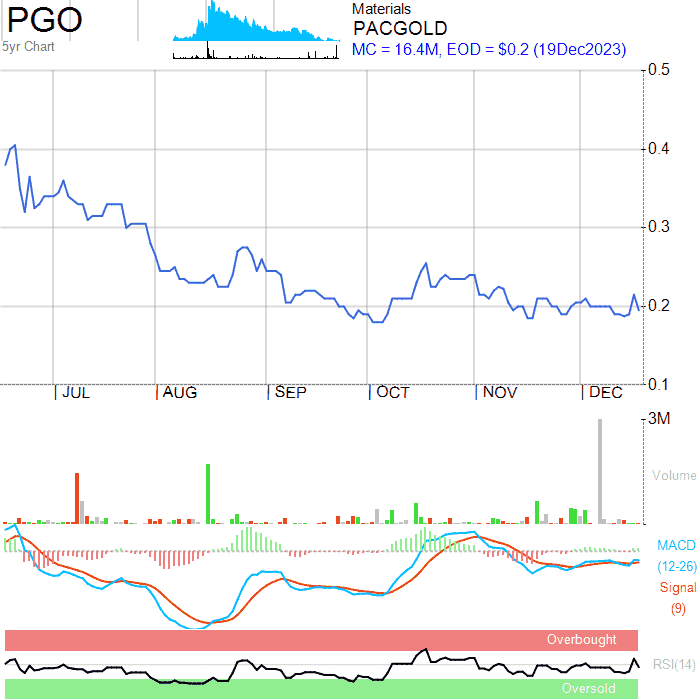 PGO
5yr Chart
Materials
PACGOLD
MC = 16.4M, EOD = $0.2 (19Dec2023)
0.5
0.4
0.3
0.2
0.1
JUL AUG SEP OCT NOV DEC
3M
Volume
MACD
(12-26)
Signal
(9)
Overbought
RSI(14)
Oversold